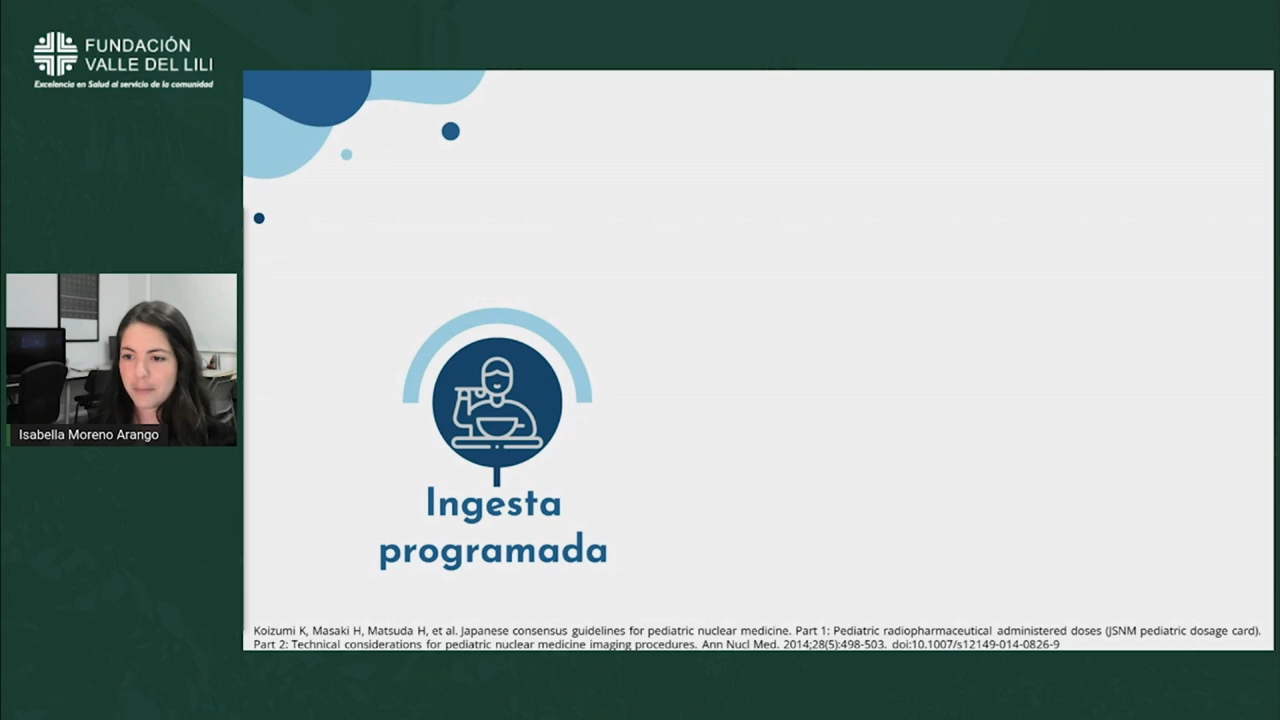 FUNDACIÓN
VALLE DEL LILI
Excelencia en Salud al servicio de la comunidad
Isabella Moreno Arango
Ingesta
programada
Koizumi K, Masaki H, Matsuda H, et al. Japanese consensus guidelines for pediatric nuclear medicine. Part 1: Pediatric radiopharmaceutical administered doses (JSNM pediatric dosage card).
Part 2: Technical considerations for pediatric nuclear medicine imaging procedures. Ann Nucl Med. 2014;28(5):498-503. doi:10.1007/s12149-014-0826-9